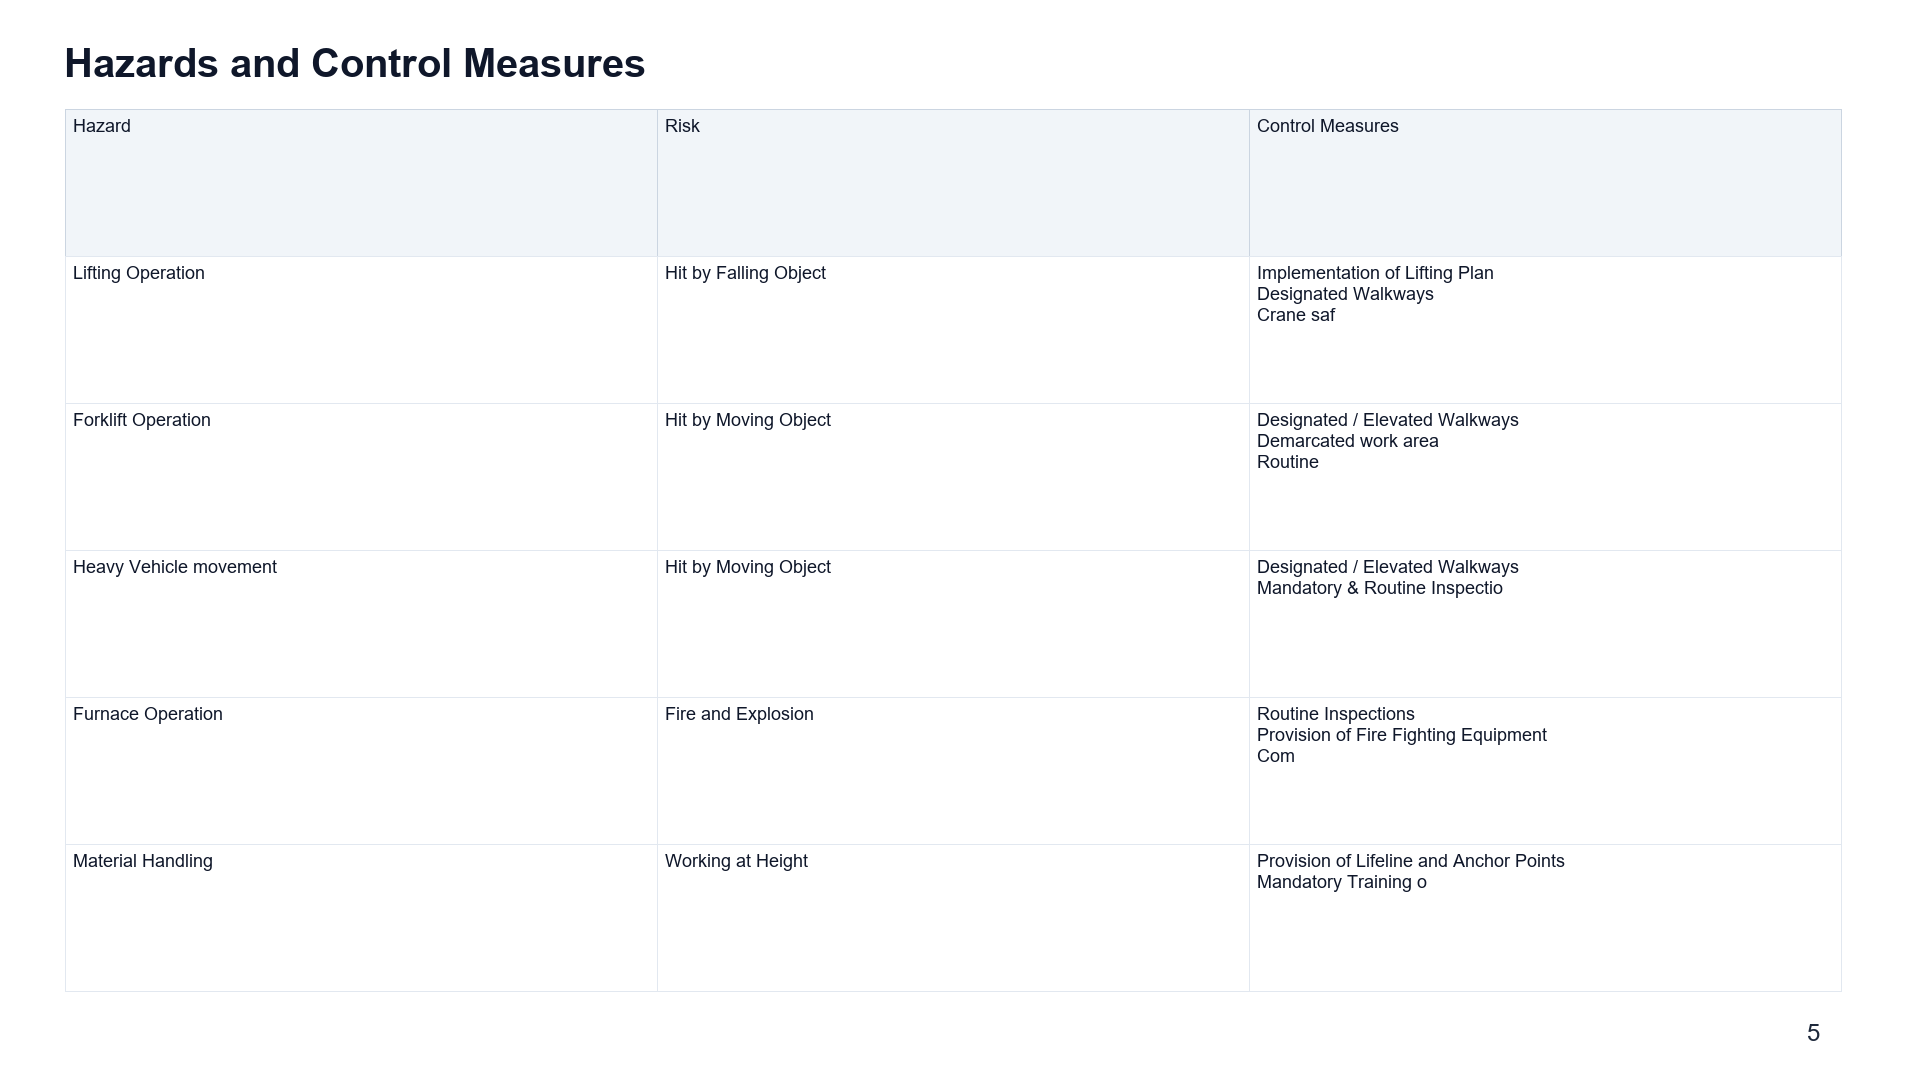 Hazards and Control Measures
Hazard
Risk
Control Measures
Lifting Operation
Hit by Falling Object
Implementation of Lifting Plan
Designated Walkways
Crane saf
Forklift Operation
Hit by Moving Object
Designated / Elevated Walkways
Demarcated work area
Routine
Heavy Vehicle movement
Hit by Moving Object
Designated / Elevated Walkways
Mandatory & Routine Inspectio
Furnace Operation
Fire and Explosion
Routine Inspections
Provision of Fire Fighting Equipment
Com
Material Handling
Working at Height
Provision of Lifeline and Anchor Points
Mandatory Training o
5